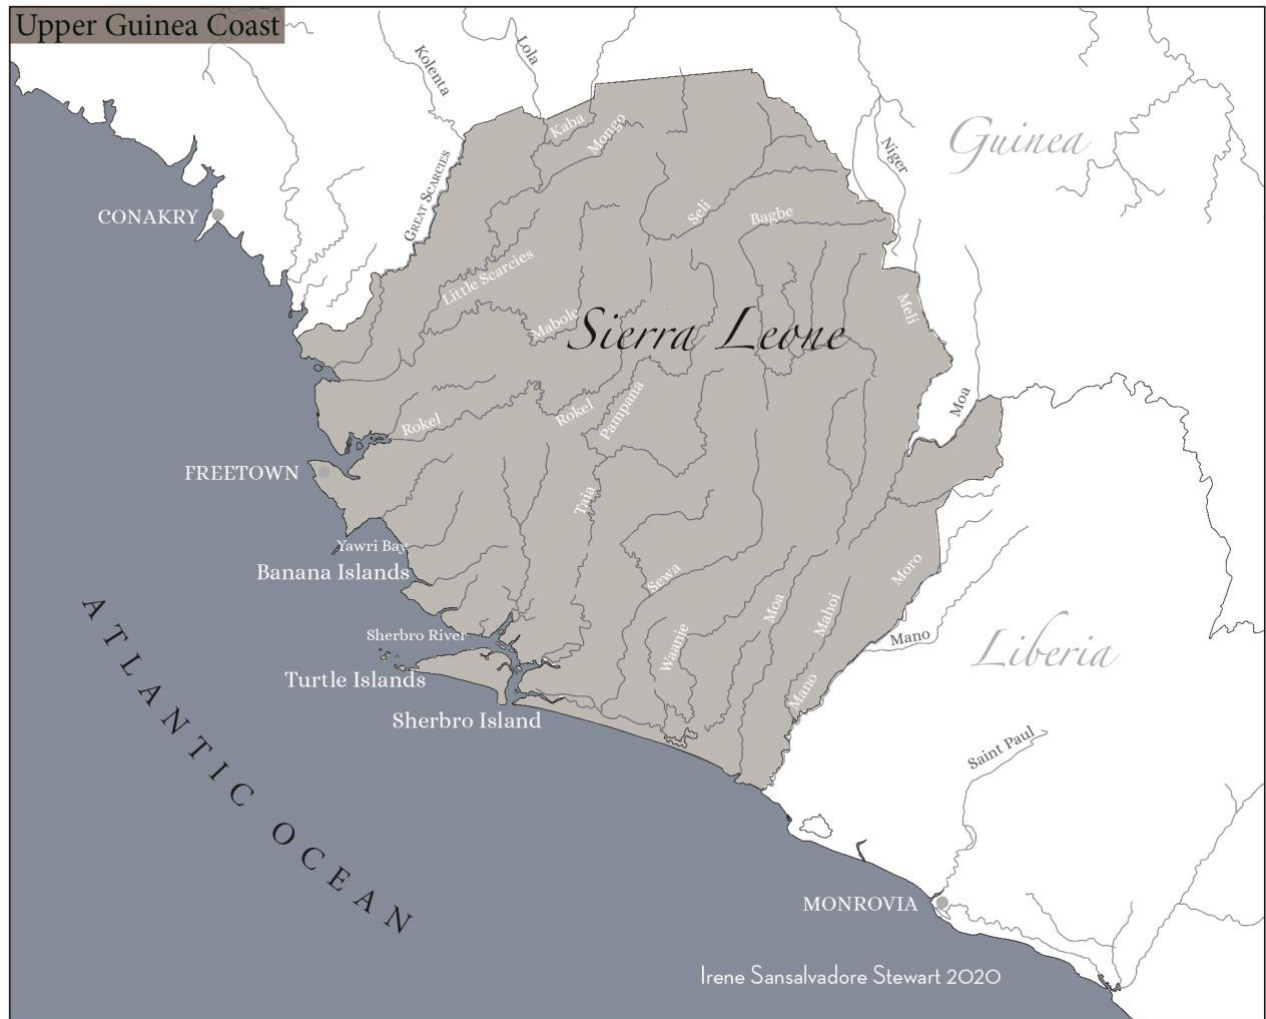 Upper Guinea Coast
Kolenta
Lola
Kaba
Mongo
Niger
Guinea
GREAT SCARCIES
CONAKRY
Seli
Bagbe
Little Scarcies
Mabole
Meli
Sierra Leone
Moa
Rokel
Rokel
Pampana
FREETOWN
Taia
Yawri Bay
Banana Islands
Sewa
Moro
Moa
Mahoi
Sherbro River
Waanje
Mano
Liberia
Turtle Islands
Mano
Sherbro Island
ATLANTIC OCEAN
Saint Paul
MONROVIA
Irene Sansalvadore Stewart 2020